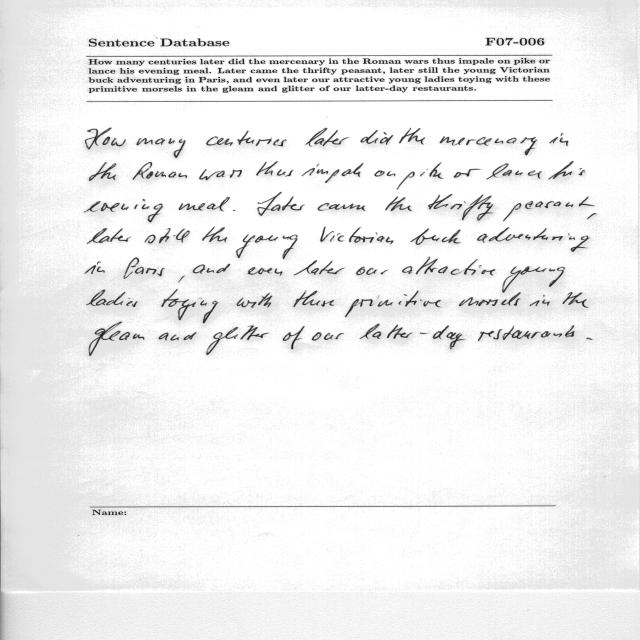 Sentence Database F07-006
How many centuries later did the mercenary in the Roman wars thus impale on pike or
lance his evening meal. Later came the thrifty peasant, later still the young Victorian
buck adventuring in Paris, and even later our attractive young ladies toying with these
primitive morsels in the gleam and glitter of our latter-day restaurants.
How many centuries later did the mercenary in
the Roman wars thus impale on pike or lance his
evening meal. Later came the thrifty peasant,
later still the young Victorian buck adventuring
in Paris, and even later our attractive young
ladies toying with these primitive morsels in the
gleam and glitter of our latter-day restaurants.
Name: